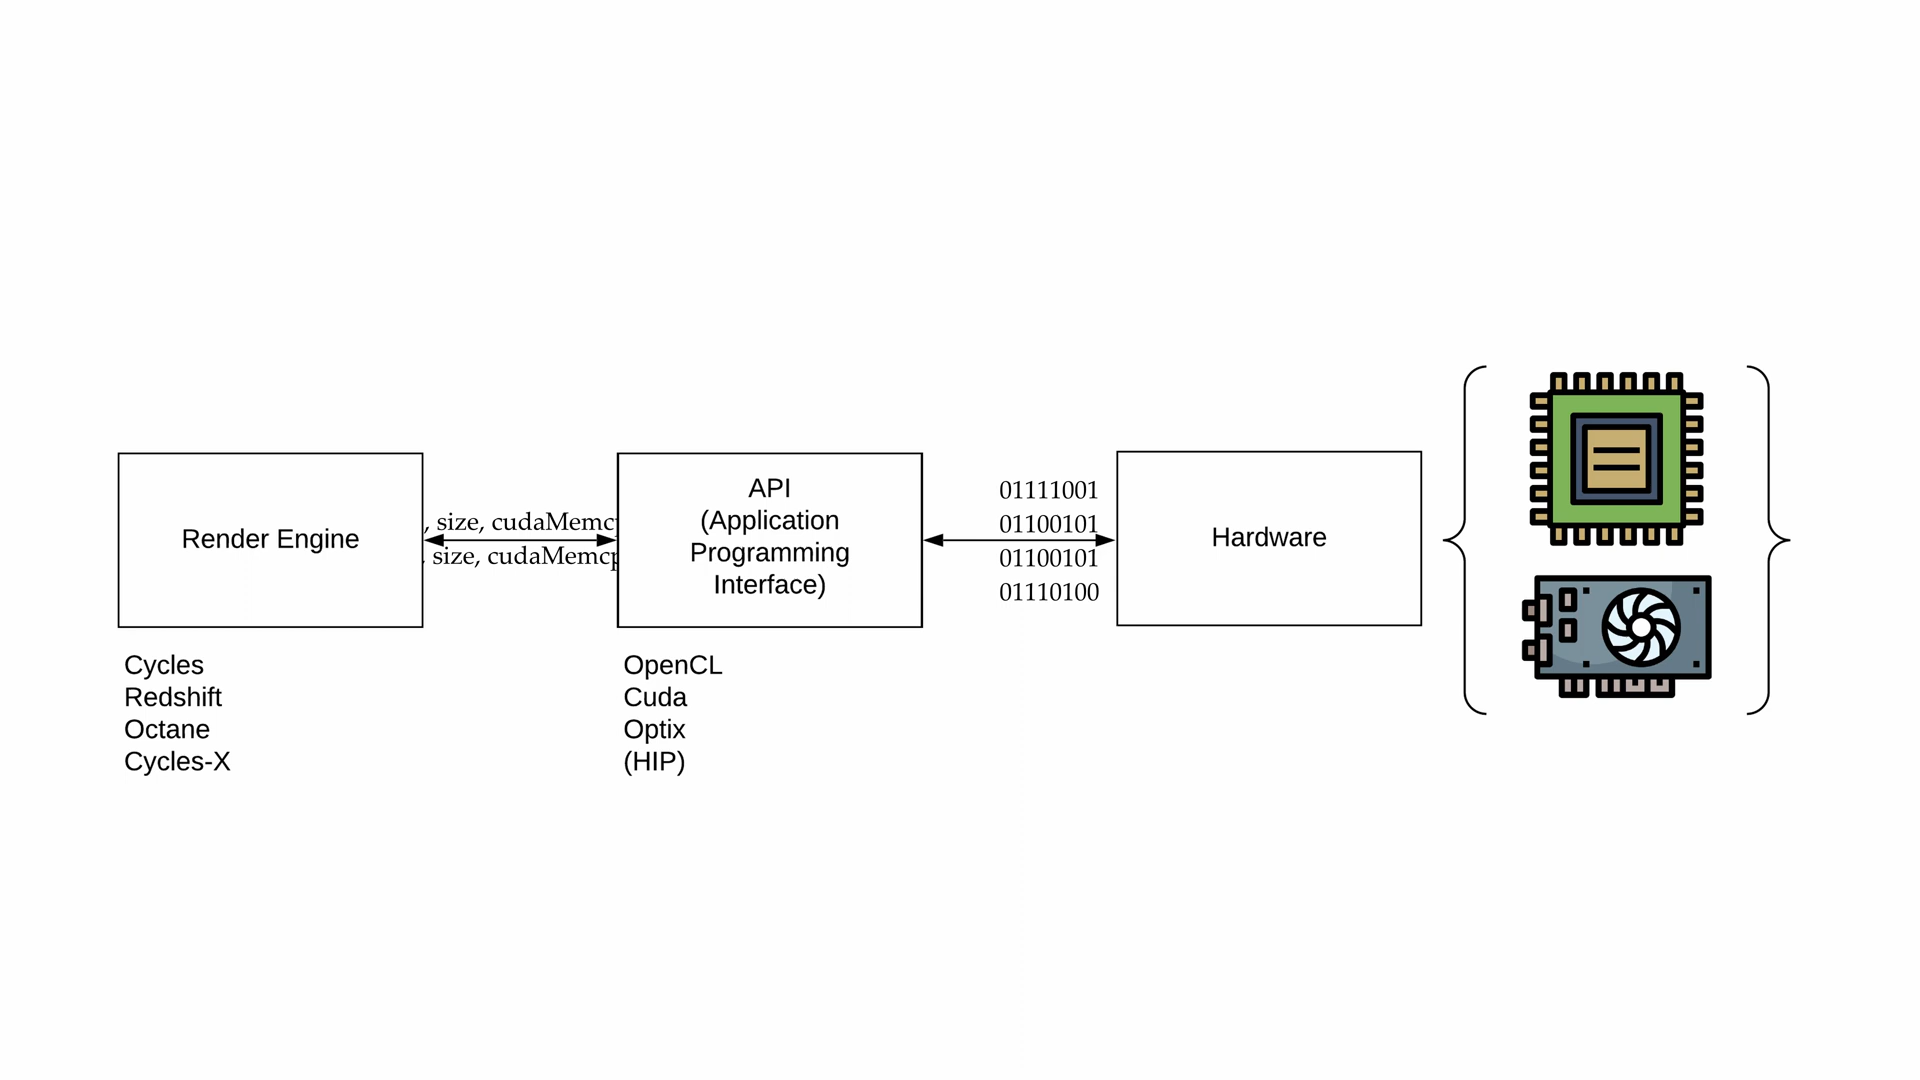 Render Engine
, size, cudaMemc
, size, cudaMemcp
API
(Application
Programming
Interface)
01111001
01100101
01100101
01110100
Hardware
Cycles
Redshift
Octane
Cycles-X
OpenCL
Cuda
Optix
(HIP)